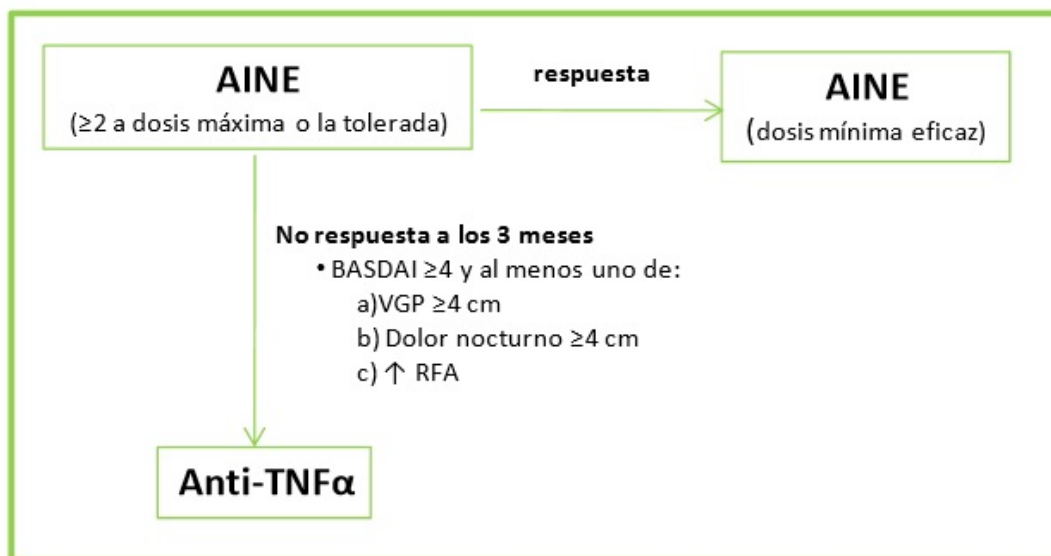 AINE
(≥2 a dosis máxima o la tolerada)
respuesta
AINE
(dosis mínima eficaz)
No respuesta a los 3 meses
• BASDAI ≥4 y al menos uno de:
a)VGP ≥4 cm
b) Dolor nocturno ≥4 cm
c) ↑ RFA
Anti-TNFα